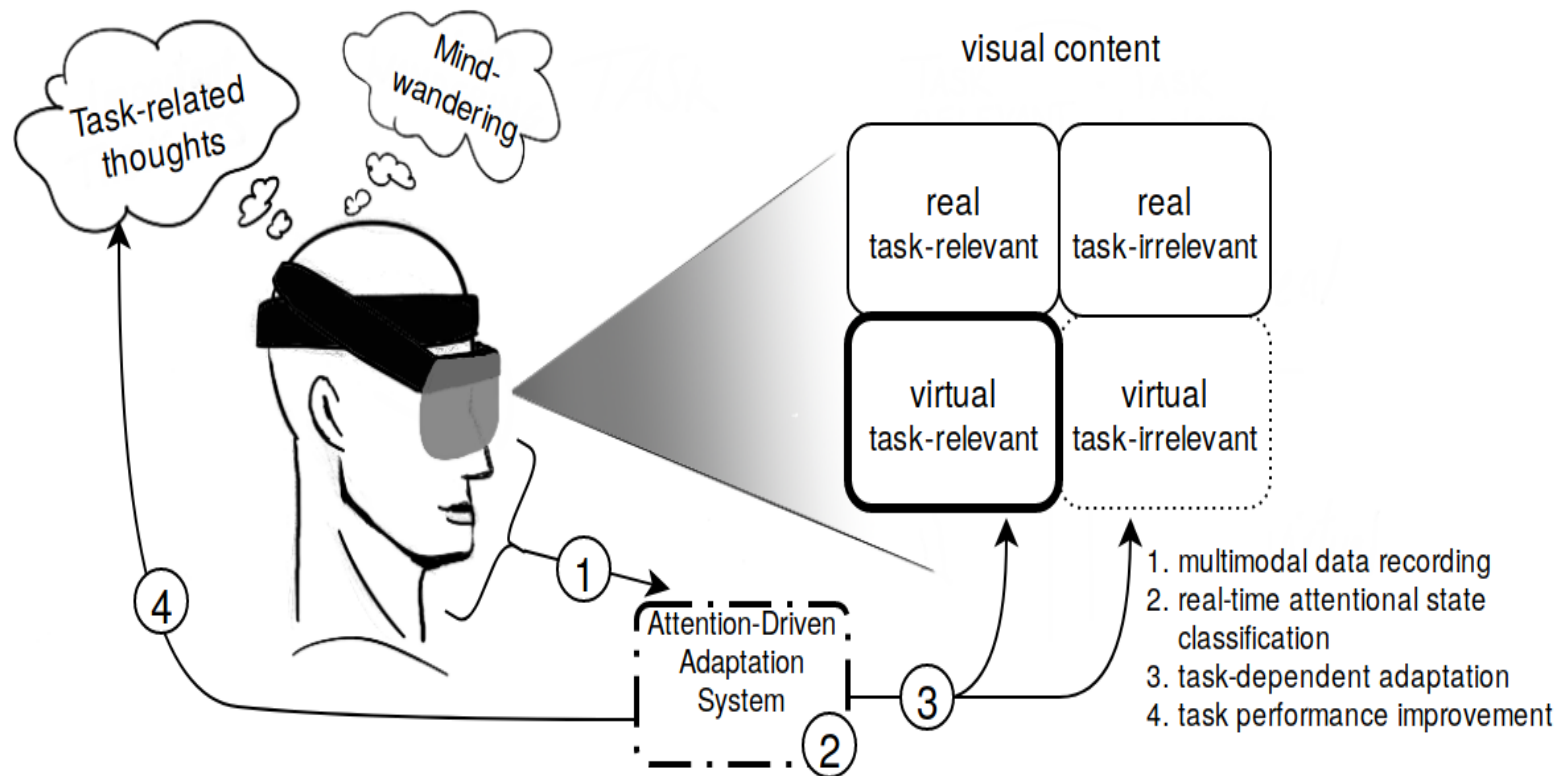 Task-related
thoughts
Mind-
wandering
visual content
real
task-relevant
real
task-irrelevant
virtual
task-relevant
virtual
task-irrelevant
1
4
Attention-Driven
Adaptation
System
2
3
1. multimodal data recording
2. real-time attentional state
classification
3. task-dependent adaptation
4. task performance improvement